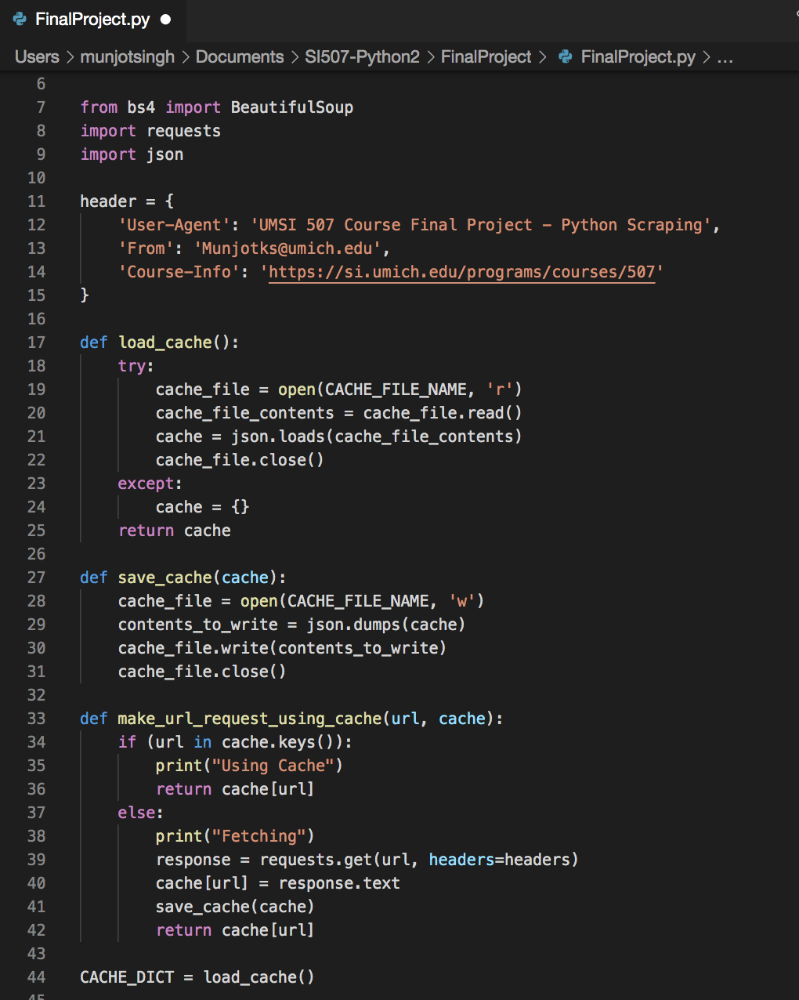 FinalProject.py
Users > munjotsingh > Documents > SI507-Python2 > FinalProject > FinalProject.py > ...
6
7 from bs4 import BeautifulSoup
8 import requests
9 import json
10
11 header = {
12     'User-Agent': 'UMSI 507 Course Final Project - Python Scraping',
13     'From': 'Munjotks@umich.edu',
14     'Course-Info': 'https://si.umich.edu/programs/courses/507'
15 }
16
17 def load_cache():
18     try:
19         cache_file = open(CACHE_FILE_NAME, 'r')
20         cache_file_contents = cache_file.read()
21         cache = json.loads(cache_file_contents)
22         cache_file.close()
23     except:
24         cache = {}
25     return cache
26
27 def save_cache(cache):
28     cache_file = open(CACHE_FILE_NAME, 'w')
29     contents_to_write = json.dumps(cache)
30     cache_file.write(contents_to_write)
31     cache_file.close()
32
33 def make_url_request_using_cache(url, cache):
34     if (url in cache.keys()):
35         print("Using Cache")
36         return cache[url]
37     else:
38         print("Fetching")
39         response = requests.get(url, headers=headers)
40         cache[url] = response.text
41         save_cache(cache)
42         return cache[url]
43
44 CACHE_DICT = load_cache()
45